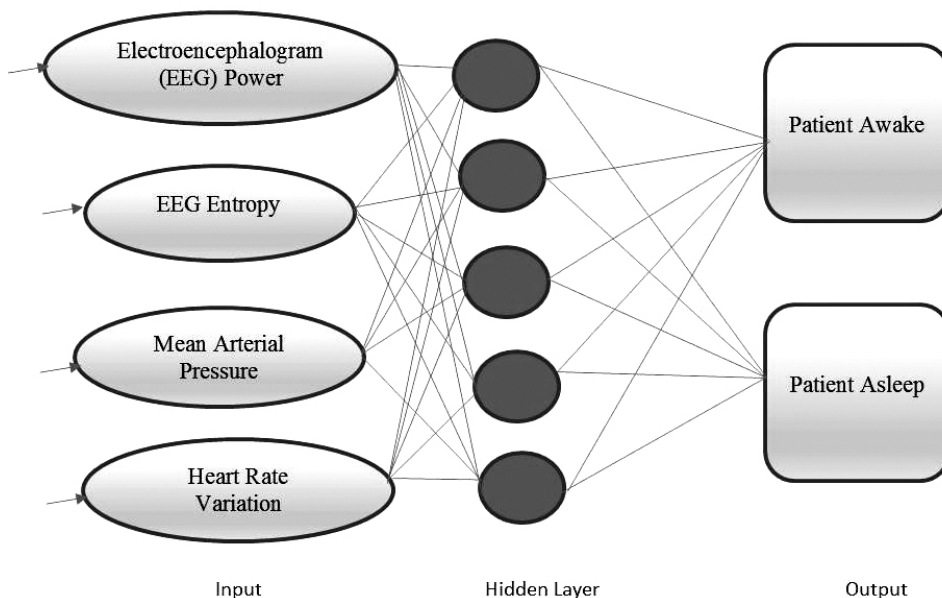 Electroencephalogram
(EEG) Power
EEG Entropy
Mean Arterial
Pressure
Heart Rate
Variation
Patient Awake
Patient Asleep
Input
Hidden Layer
Output